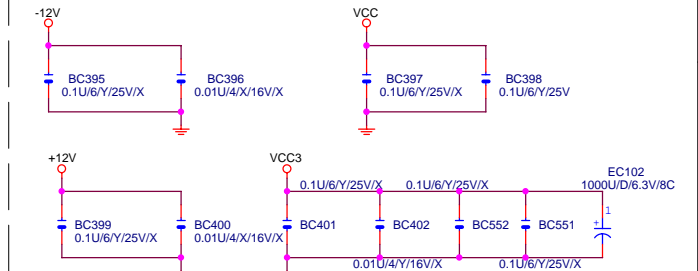 -12V
VCC
BC395
0.1U/6/Y/25V/X
BC396
0.01U/4/X/16V/X
BC397
0.1U/6/Y/25V/X
BC398
0.1U/6/Y/25V
+12V
VCC3
EC102
1000U/D/6.3V/8C
0.1U/6/Y/25V/X
0.1U/6/Y/25V/X
1
+
BC399
0.1U/6/Y/25V/X
BC400
0.01U/4/X/16V/X
BC401
BC402
BC552
BC551
0.01U/4/Y/16V/X
0.1U/6/Y/25V/X